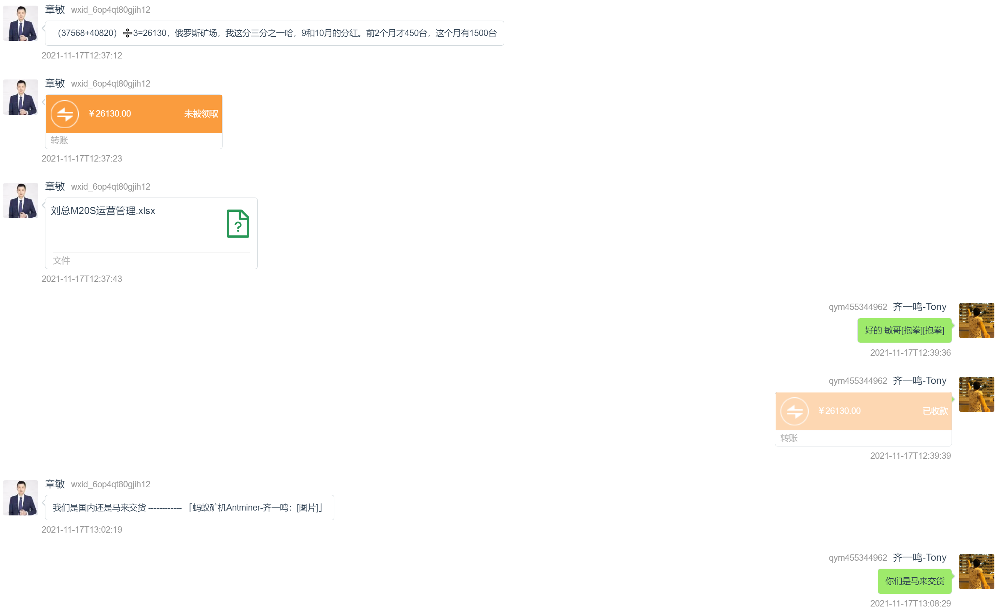 章敏 wxid_6op4qt80gjih12
（37568+40820）➗3=26130，俄罗斯矿场，我这分三分之一哈，9和10月的分红。前2个月才450台，这个月有1500台
2021-11-17T12:37:12
章敏 wxid_6op4qt80gjih12
￥26130.00 未被领取
转账
2021-11-17T12:37:23
章敏 wxid_6op4qt80gjih12
刘总M20S运营管理.xlsx
?
文件
2021-11-17T12:37:43
qym455344962 齐一鸣-Tony
好的 敏哥[抱拳][抱拳]
2021-11-17T12:39:36
qym455344962 齐一鸣-Tony
￥26130.00 已收款
转账
2021-11-17T12:39:39
章敏 wxid_6op4qt80gjih12
我们是国内还是马来交货 ------------ 「蚂蚁矿机Antminer-齐一鸣：[图片]」
2021-11-17T13:02:19
qym455344962 齐一鸣-Tony
你们是马来交货
2021-11-17T13:08:29